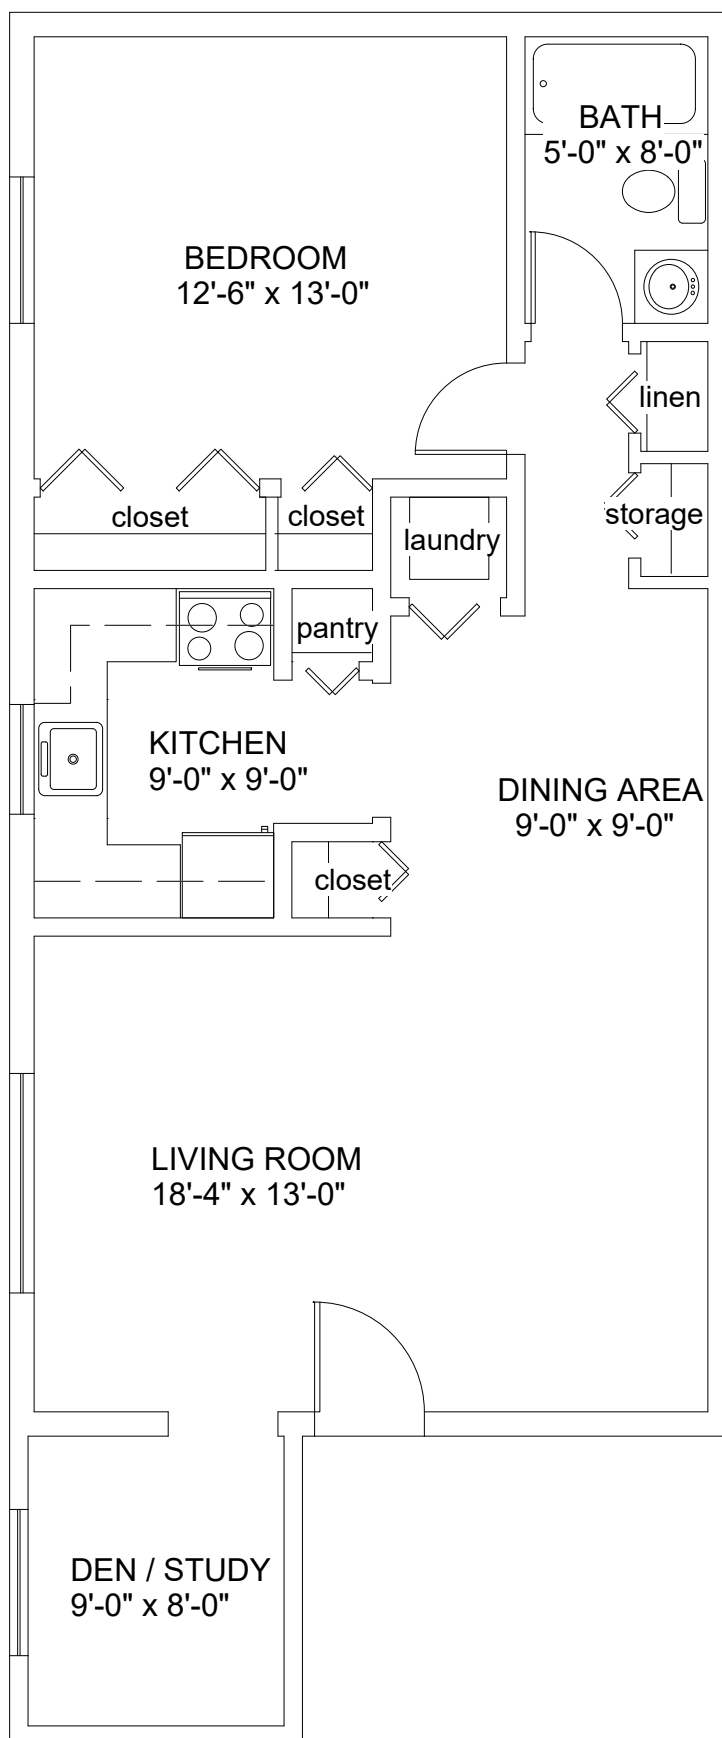 BATH
5'-0" x 8'-0"
BEDROOM
12'-6" x 13'-0"
linen
closet
closet
storage
laundry
pantry
KITCHEN
9'-0" x 9'-0"
DINING AREA
9'-0" x 9'-0"
closet
LIVING ROOM
18'-4" x 13'-0"
DEN / STUDY
9'-0" x 8'-0"